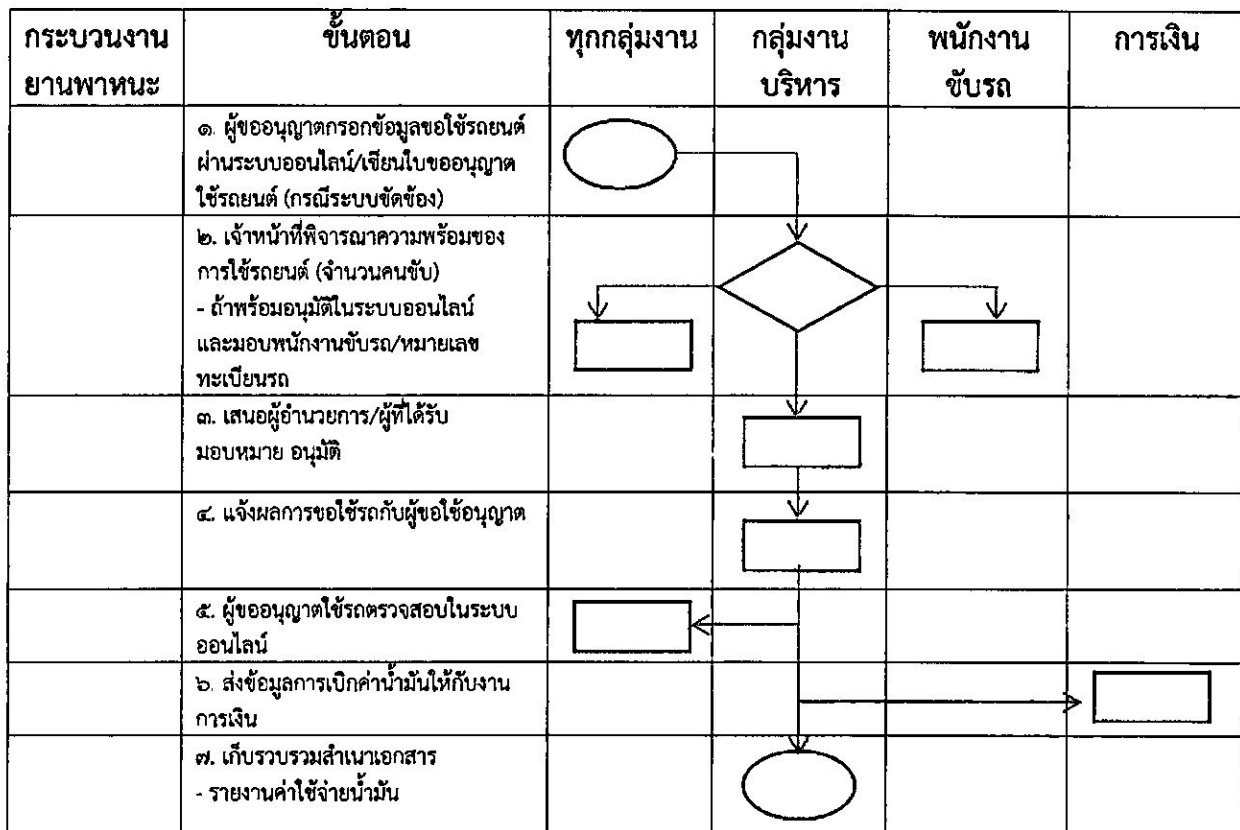 กระบวนงาน
ยานพาหนะ
ขั้นตอน
ทุกกลุ่มงาน
กลุ่มงาน
บริหาร
พนักงาน
ขับรถ
การเงิน
๑. ผู้ขออนุญาตกรอกข้อมูลขอใช้รถยนต์
ผ่านระบบออนไลน์/เขียนใบขออนุญาต
ใช้รถยนต์ (กรณีระบบขัดข้อง)
๒. เจ้าหน้าที่พิจารณาความพร้อมของ
การใช้รถยนต์ (จำนวนคนขับ)
- ถ้าพร้อมอนุมัติในระบบออนไลน์
และมอบพนักงานขับรถ/หมายเลข
ทะเบียนรถ
๓. เสนอผู้อำนวยการ/ผู้ที่ได้รับ
มอบหมาย อนุมัติ
๔. แจ้งผลการขอใช้รถกับผู้ขอใช้อนุญาต
๕. ผู้ขออนุญาตใช้รถตรวจสอบในระบบ
ออนไลน์
๖. ส่งข้อมูลการเบิกค่าน้ำมันให้กับงาน
การเงิน
๗. เก็บรวบรวมสำเนาเอกสาร
- รายงานค่าใช้จ่ายน้ำมัน